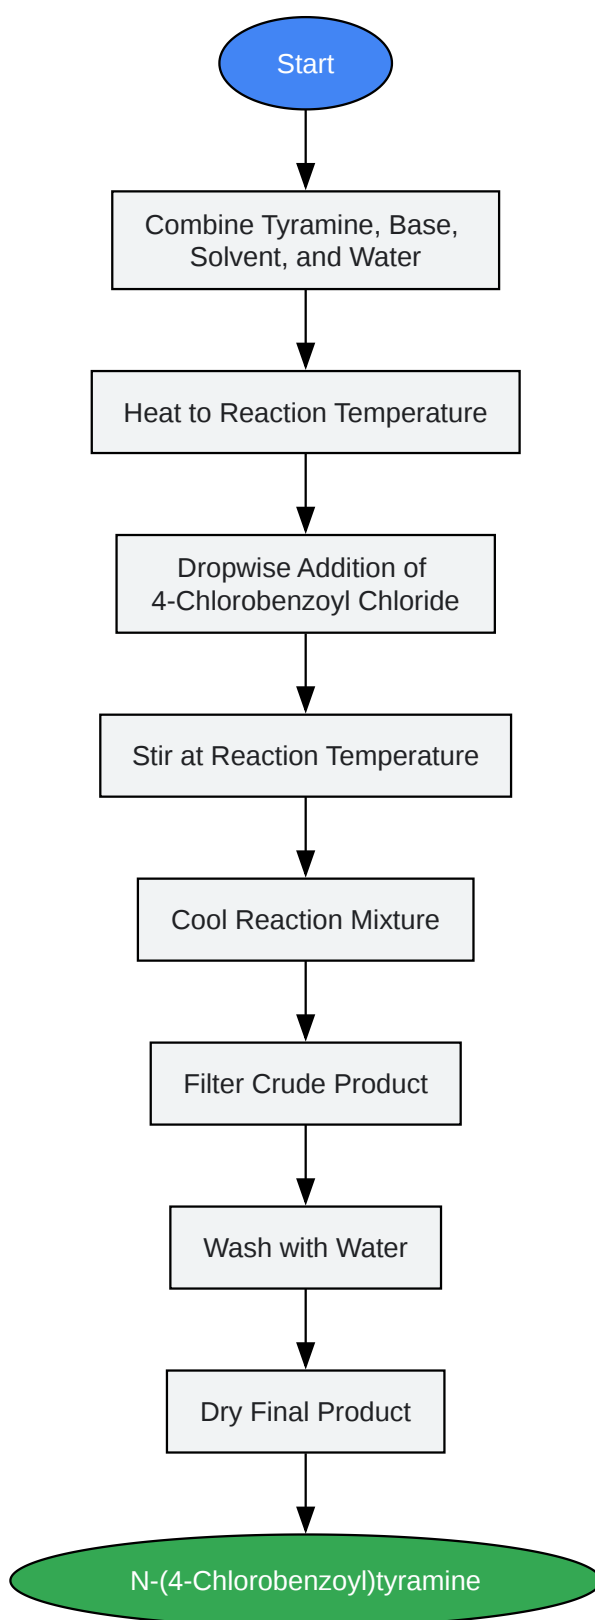 Start
Combine Tyramine, Base,
Solvent, and Water
Heat to Reaction Temperature
Dropwise Addition of
4-Chlorobenzoyl Chloride
Stir at Reaction Temperature
Cool Reaction Mixture
Filter Crude Product
Wash with Water
Dry Final Product
N-(4-Chlorobenzoyl)tyramine